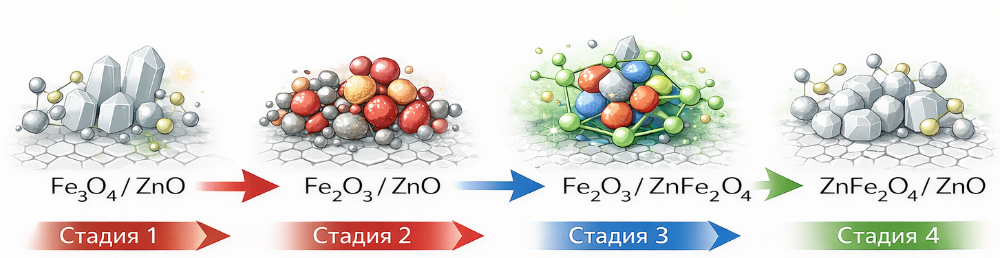 Fe₃O₄ / ZnO
Fe₂O₃ / ZnO
Fe₂O₃ / ZnFe₂O₄
ZnFe₂O₄ / ZnO
Стадия 1
Стадия 2
Стадия 3
Стадия 4